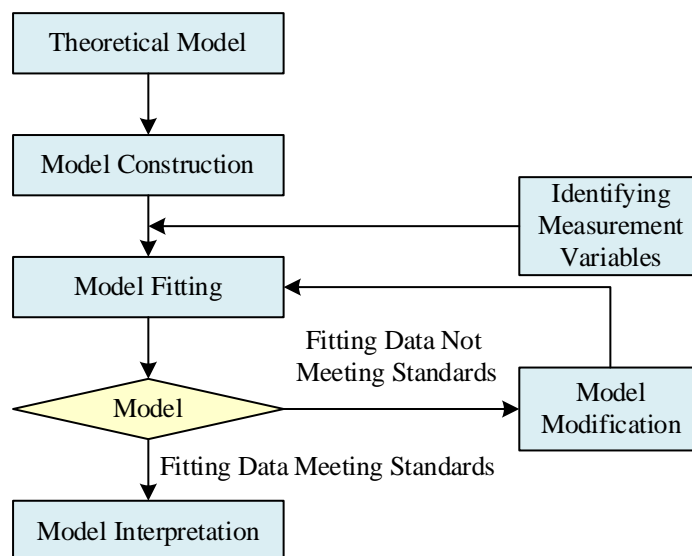 Theoretical Model
Model Construction
Identifying
Measurement
Variables
Model Fitting
Fitting Data Not
Meeting Standards
Model
Model
Modification
Fitting Data Meeting Standards
Model Interpretation